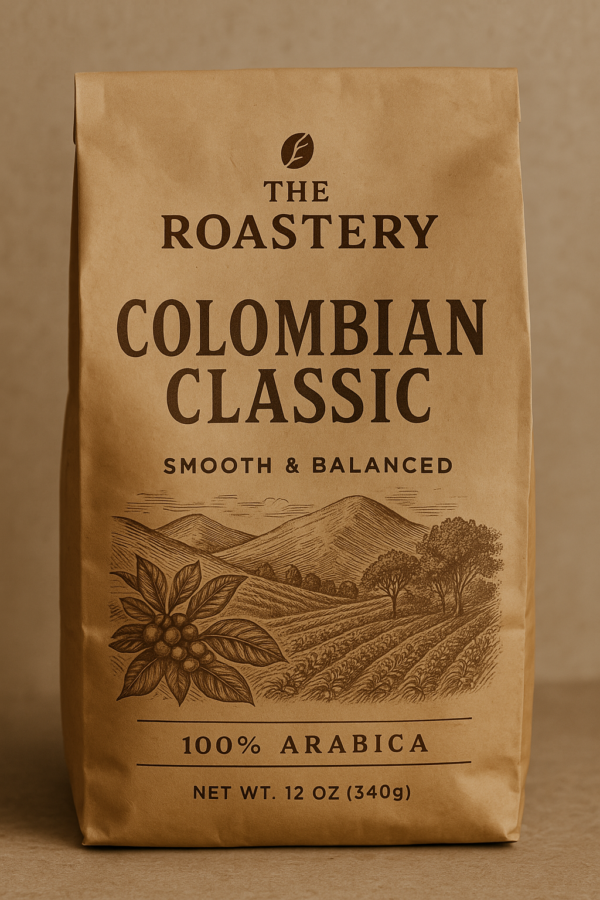 THE
ROASTERY
COLOMBIAN
CLASSIC
SMOOTH & BALANCED
100% ARABICA
NET WT. 12 OZ (340g)